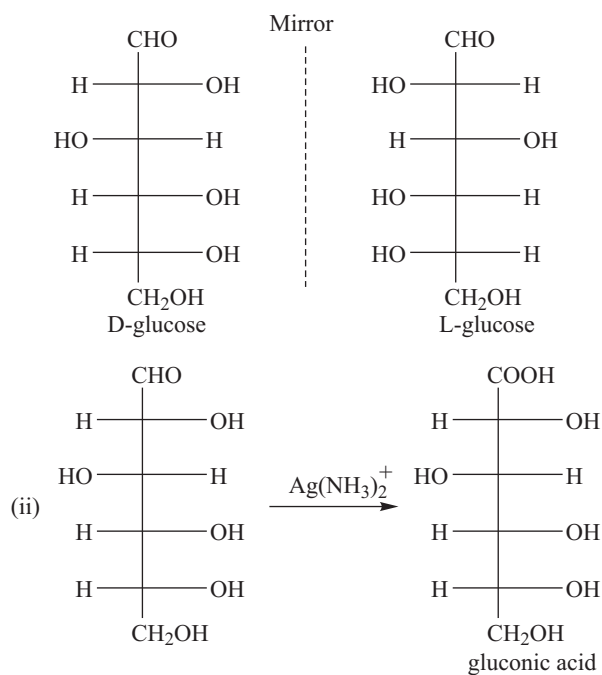 Mirror
CHO CHO
H OH HO H
HO H H OH
H OH HO H
H OH HO H
CH₂OH CH₂OH
D-glucose L-glucose
CHO COOH
H OH H OH
HO H HO H
Ag(NH₃)₂⁺
(ii)
H OH H OH
H OH H OH
CH₂OH CH₂OH
gluconic acid